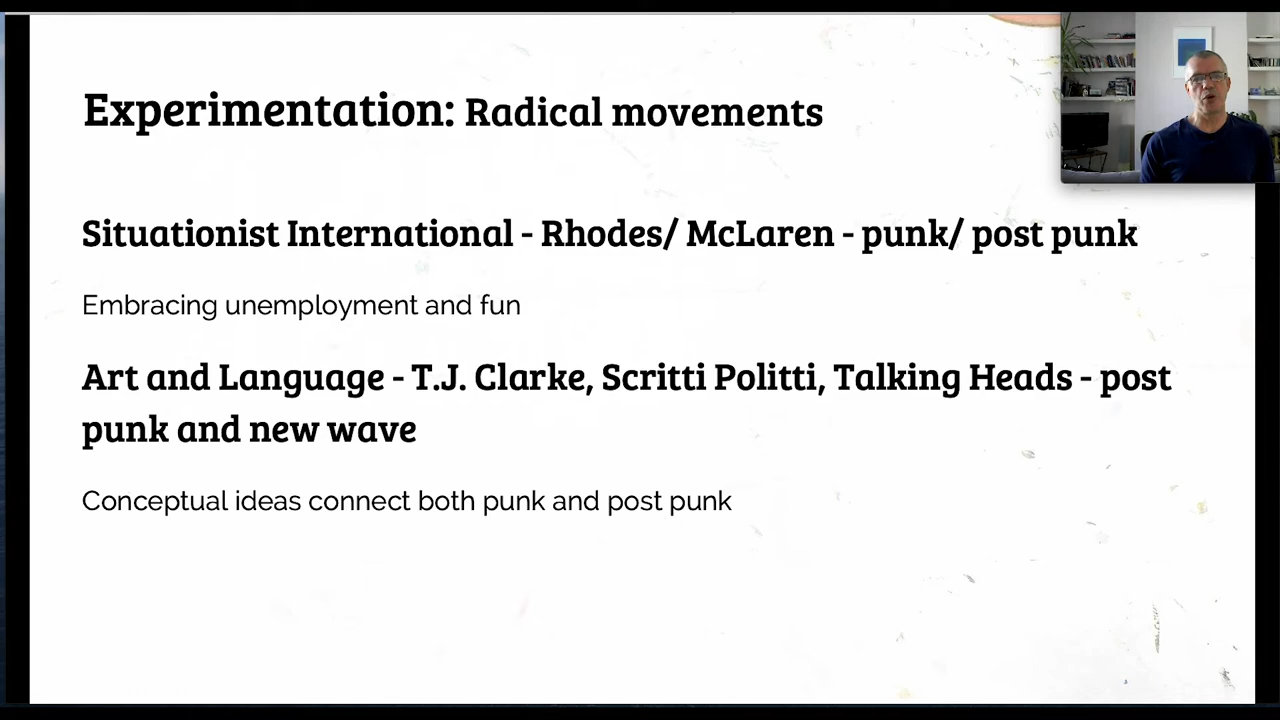 Experimentation: Radical movements
Situationist International - Rhodes/ McLaren - punk/ post punk
Embracing unemployment and fun
Art and Language - T.J. Clarke, Scritti Politti, Talking Heads - post
punk and new wave
Conceptual ideas connect both punk and post punk